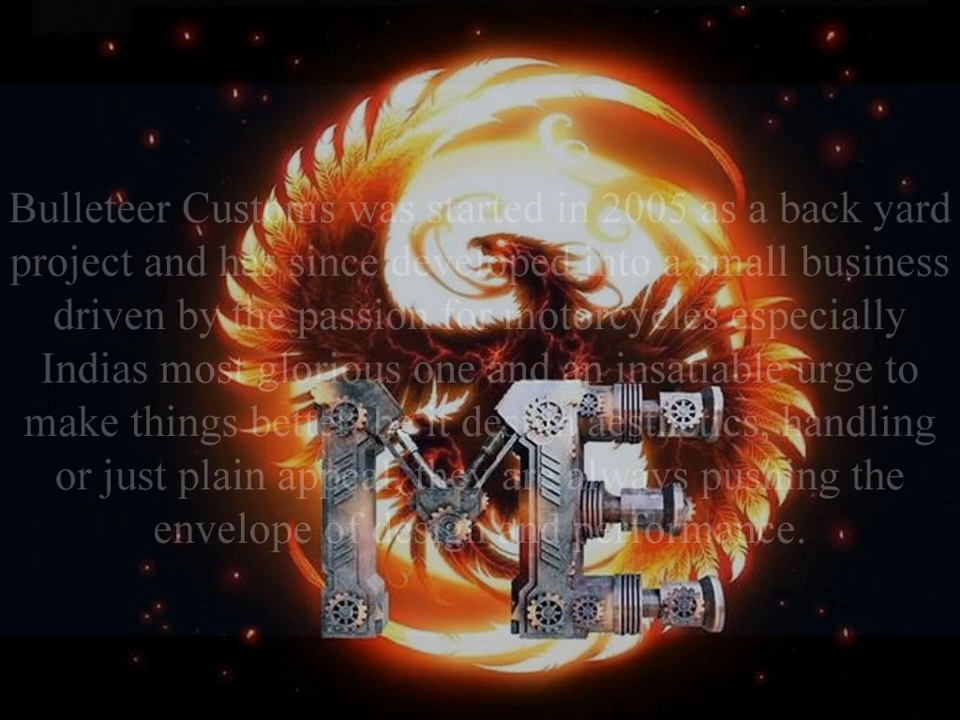 Bulleteer Customs was started in 2005 as a back yard
project and has since developed into a small business
driven by the passion for motorcycles especially
Indias most glorious one and an insatiable urge to
make things better be it design aesthetics, handling
or just plain appeal they are always pushing the
envelope of design and performance.
ME